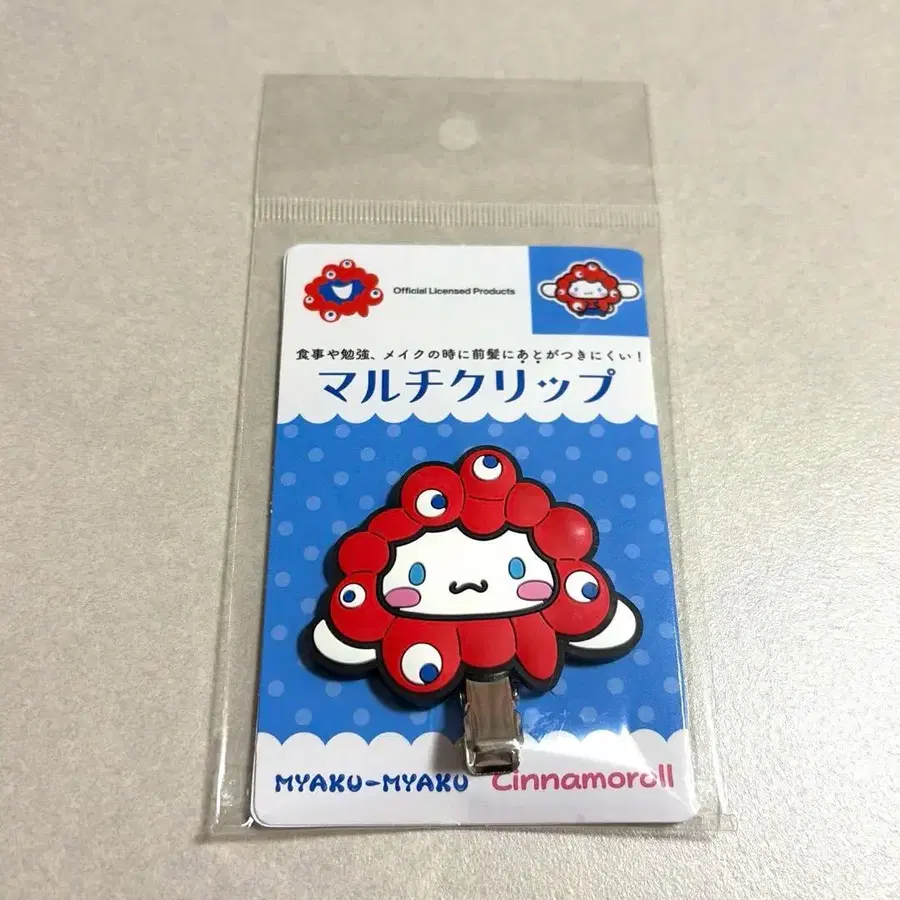 Official Licensed Products
食事や勉強、メイクの時に前髪にあとがつきにくい！
マルチクリップ
MYAKU-MYAKU Cinnamoroll